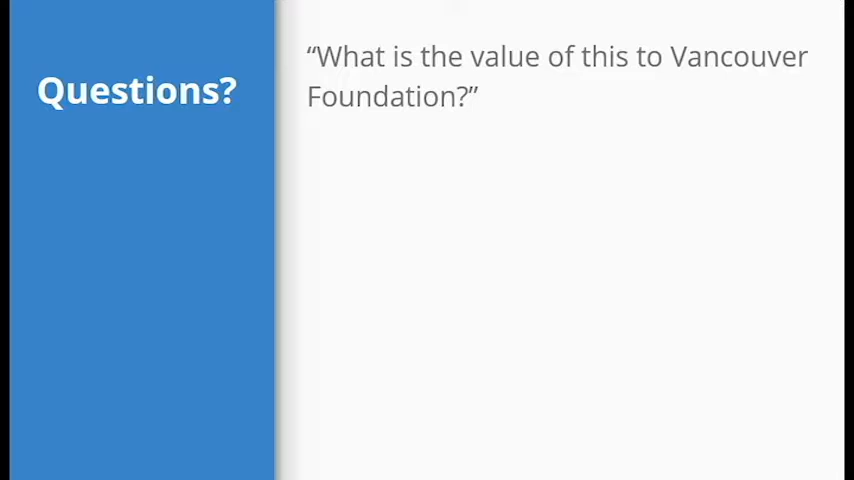 Questions?
“What is the value of this to Vancouver
Foundation?”